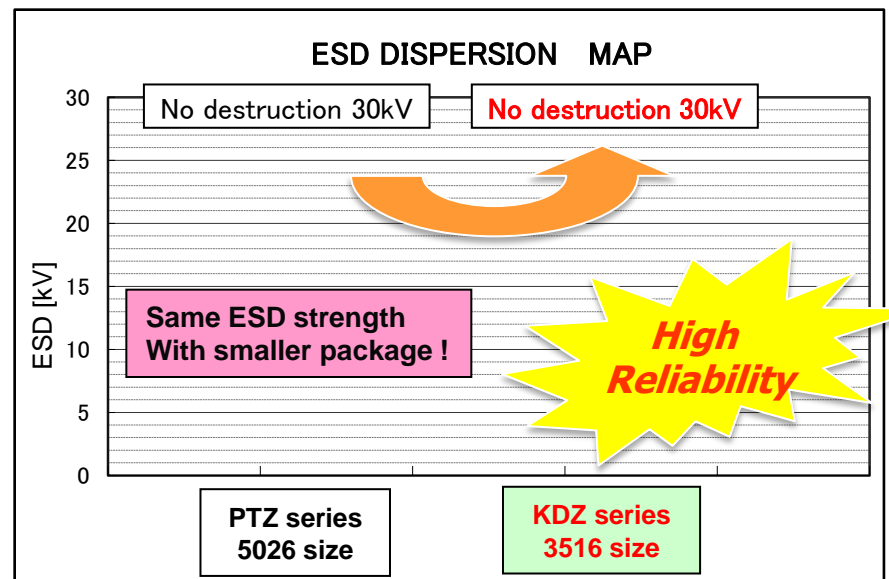 ESD DISPERSION MAP
30
25
20
15
10
5
0
ESD [kV]
No destruction 30kV
No destruction 30kV
Same ESD strength
With smaller package !
High
Reliability
PTZ series
5026 size
KDZ series
3516 size